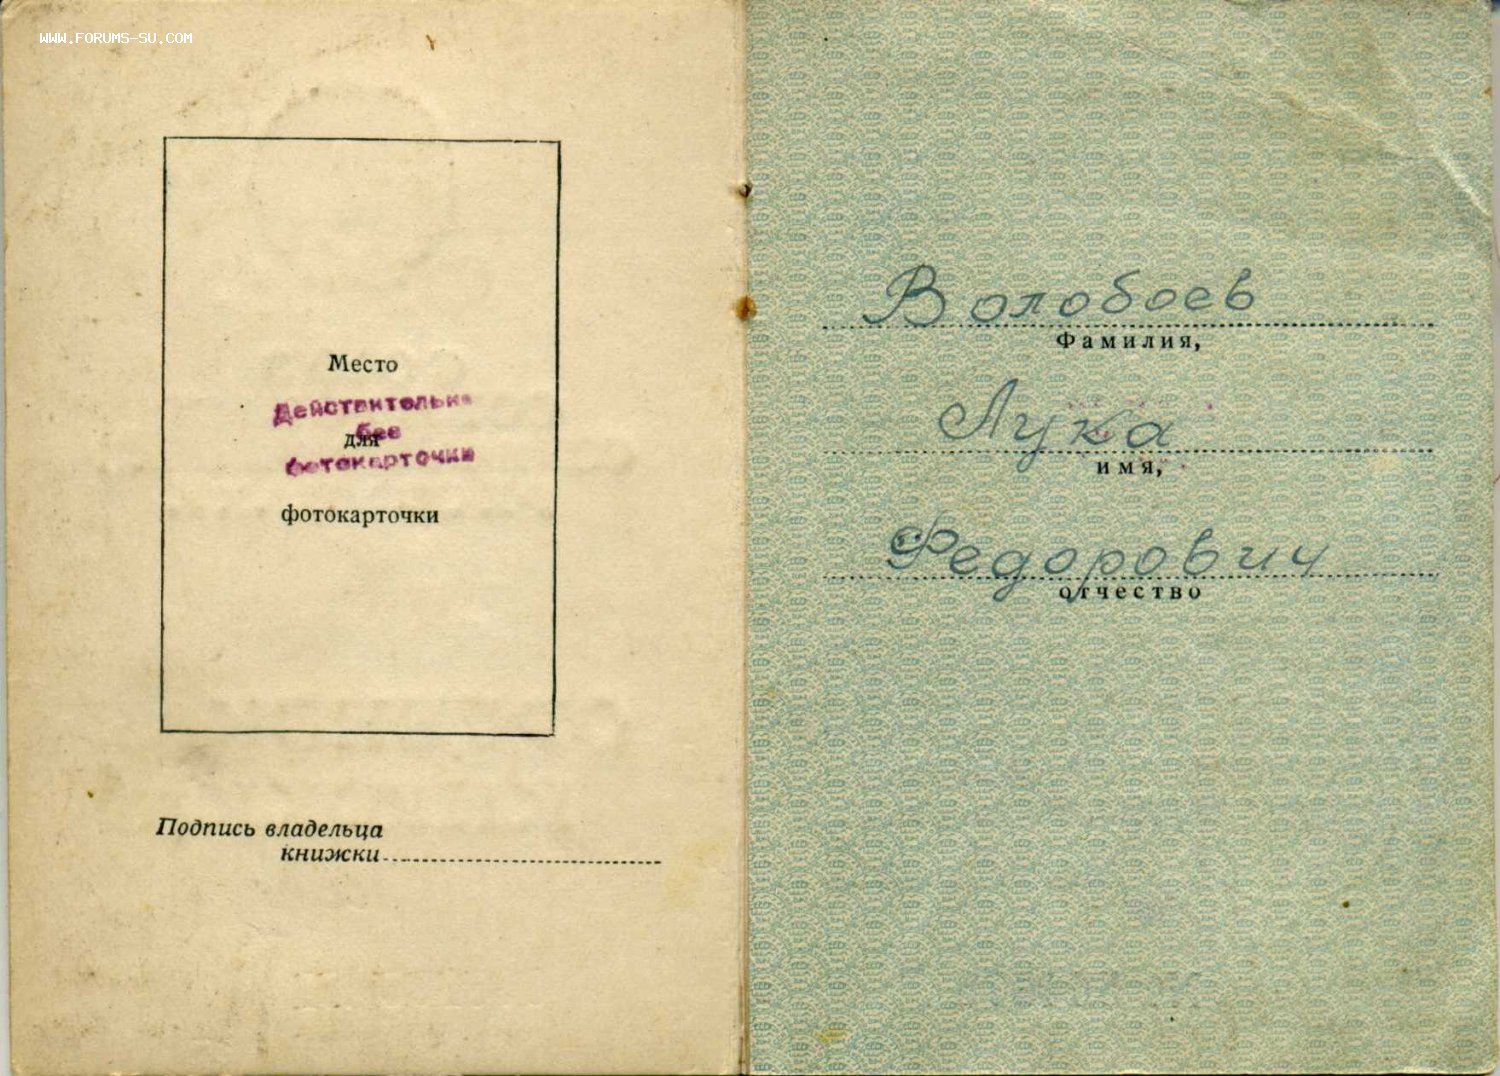 WWW.FORUMS-SU.COM
Место
Действительна
без
для
фотокарточки
фотокарточки
Подпись владельца
книжки
Волобоев
Фамилия,
Лука
имя,
Федорович
отчество